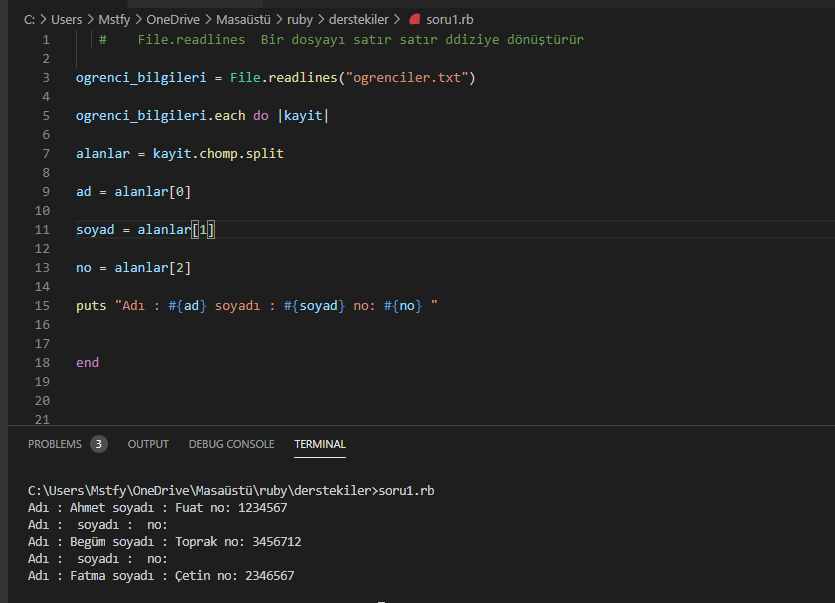 C: > Users > Mstfy > OneDrive > Masaüstü > ruby > derstekiler > soru1.rb
1 # File.readlines Bir dosyayı satır satır ddiziye dönüştürür
2
3 ogrenci_bilgileri = File.readlines("ogrenciler.txt")
4
5 ogrenci_bilgileri.each do |kayit|
6
7 alanlar = kayit.chomp.split
8
9 ad = alanlar[0]
10
11 soyad = alanlar[1]
12
13 no = alanlar[2]
14
15 puts "Adı : #{ad} soyadı : #{soyad} no: #{no} "
16
17
18 end
19
20
21
PROBLEMS 3 OUTPUT DEBUG CONSOLE TERMINAL
C:\Users\Mstfy\OneDrive\Masaüstü\ruby\derstekiler>soru1.rb
Adı : Ahmet soyadı : Fuat no: 1234567
Adı :  soyadı :  no:
Adı : Begüm soyadı : Toprak no: 3456712
Adı :  soyadı :  no:
Adı : Fatma soyadı : Çetin no: 2346567